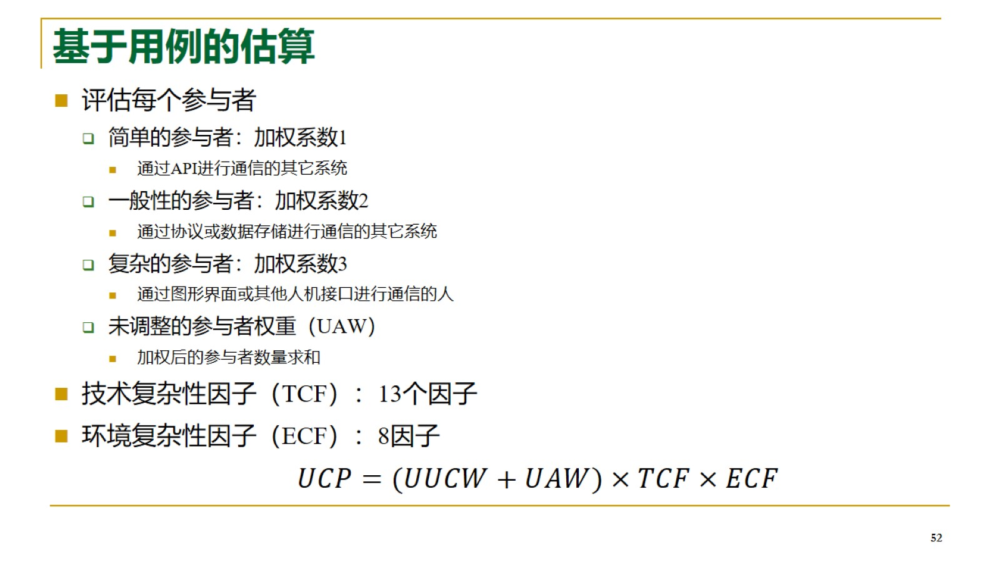 基于用例的估算
评估每个参与者
简单的参与者：加权系数1
通过API进行通信的其它系统
一般性的参与者：加权系数2
通过协议或数据存储进行通信的其它系统
复杂的参与者：加权系数3
通过图形界面或其他人机接口进行通信的人
未调整的参与者权重（UAW）
加权后的参与者数量求和
技术复杂性因子（TCF）：13个因子
环境复杂性因子（ECF）：8因子
UCP = (UUCW + UAW) × TCF × ECF
52